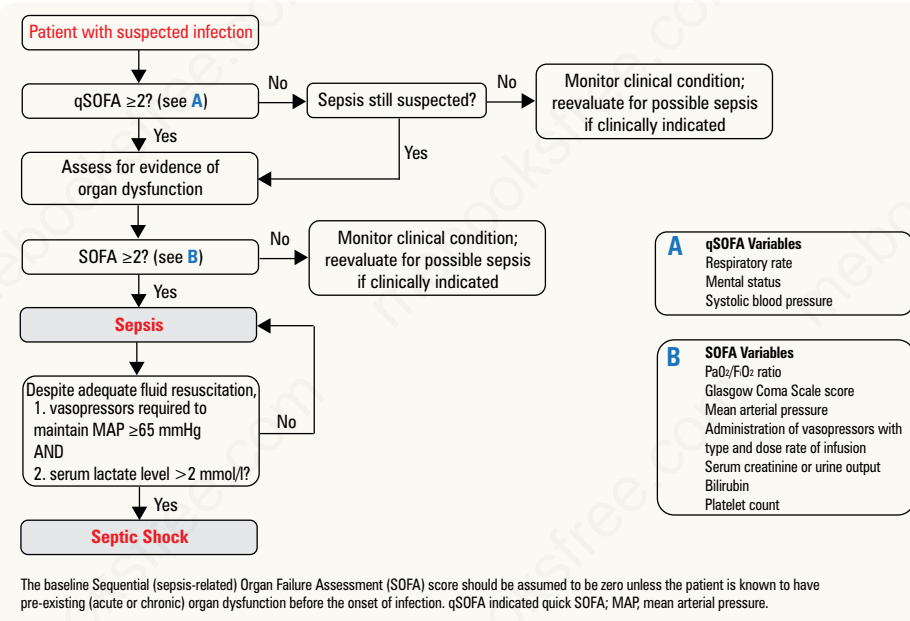 Patient with suspected infection
qSOFA ≥2? (see A)
No
Sepsis still suspected?
No
Monitor clinical condition;
reevaluate for possible sepsis
if clinically indicated
Yes
Yes
Assess for evidence of
organ dysfunction
SOFA ≥2? (see B)
No
Monitor clinical condition;
reevaluate for possible sepsis
if clinically indicated
Yes
Sepsis
Despite adequate fluid resuscitation,
1. vasopressors required to
maintain MAP ≥65 mmHg
AND
2. serum lactate level >2 mmol/l?
No
Yes
Septic Shock
A qSOFA Variables
Respiratory rate
Mental status
Systolic blood pressure
B SOFA Variables
PaO2/FiO2 ratio
Glasgow Coma Scale score
Mean arterial pressure
Administration of vasopressors with
type and dose rate of infusion
Serum creatinine or urine output
Bilirubin
Platelet count
The baseline Sequential (sepsis-related) Organ Failure Assessment (SOFA) score should be assumed to be zero unless the patient is known to have
pre-existing (acute or chronic) organ dysfunction before the onset of infection. qSOFA indicated quick SOFA; MAP, mean arterial pressure.